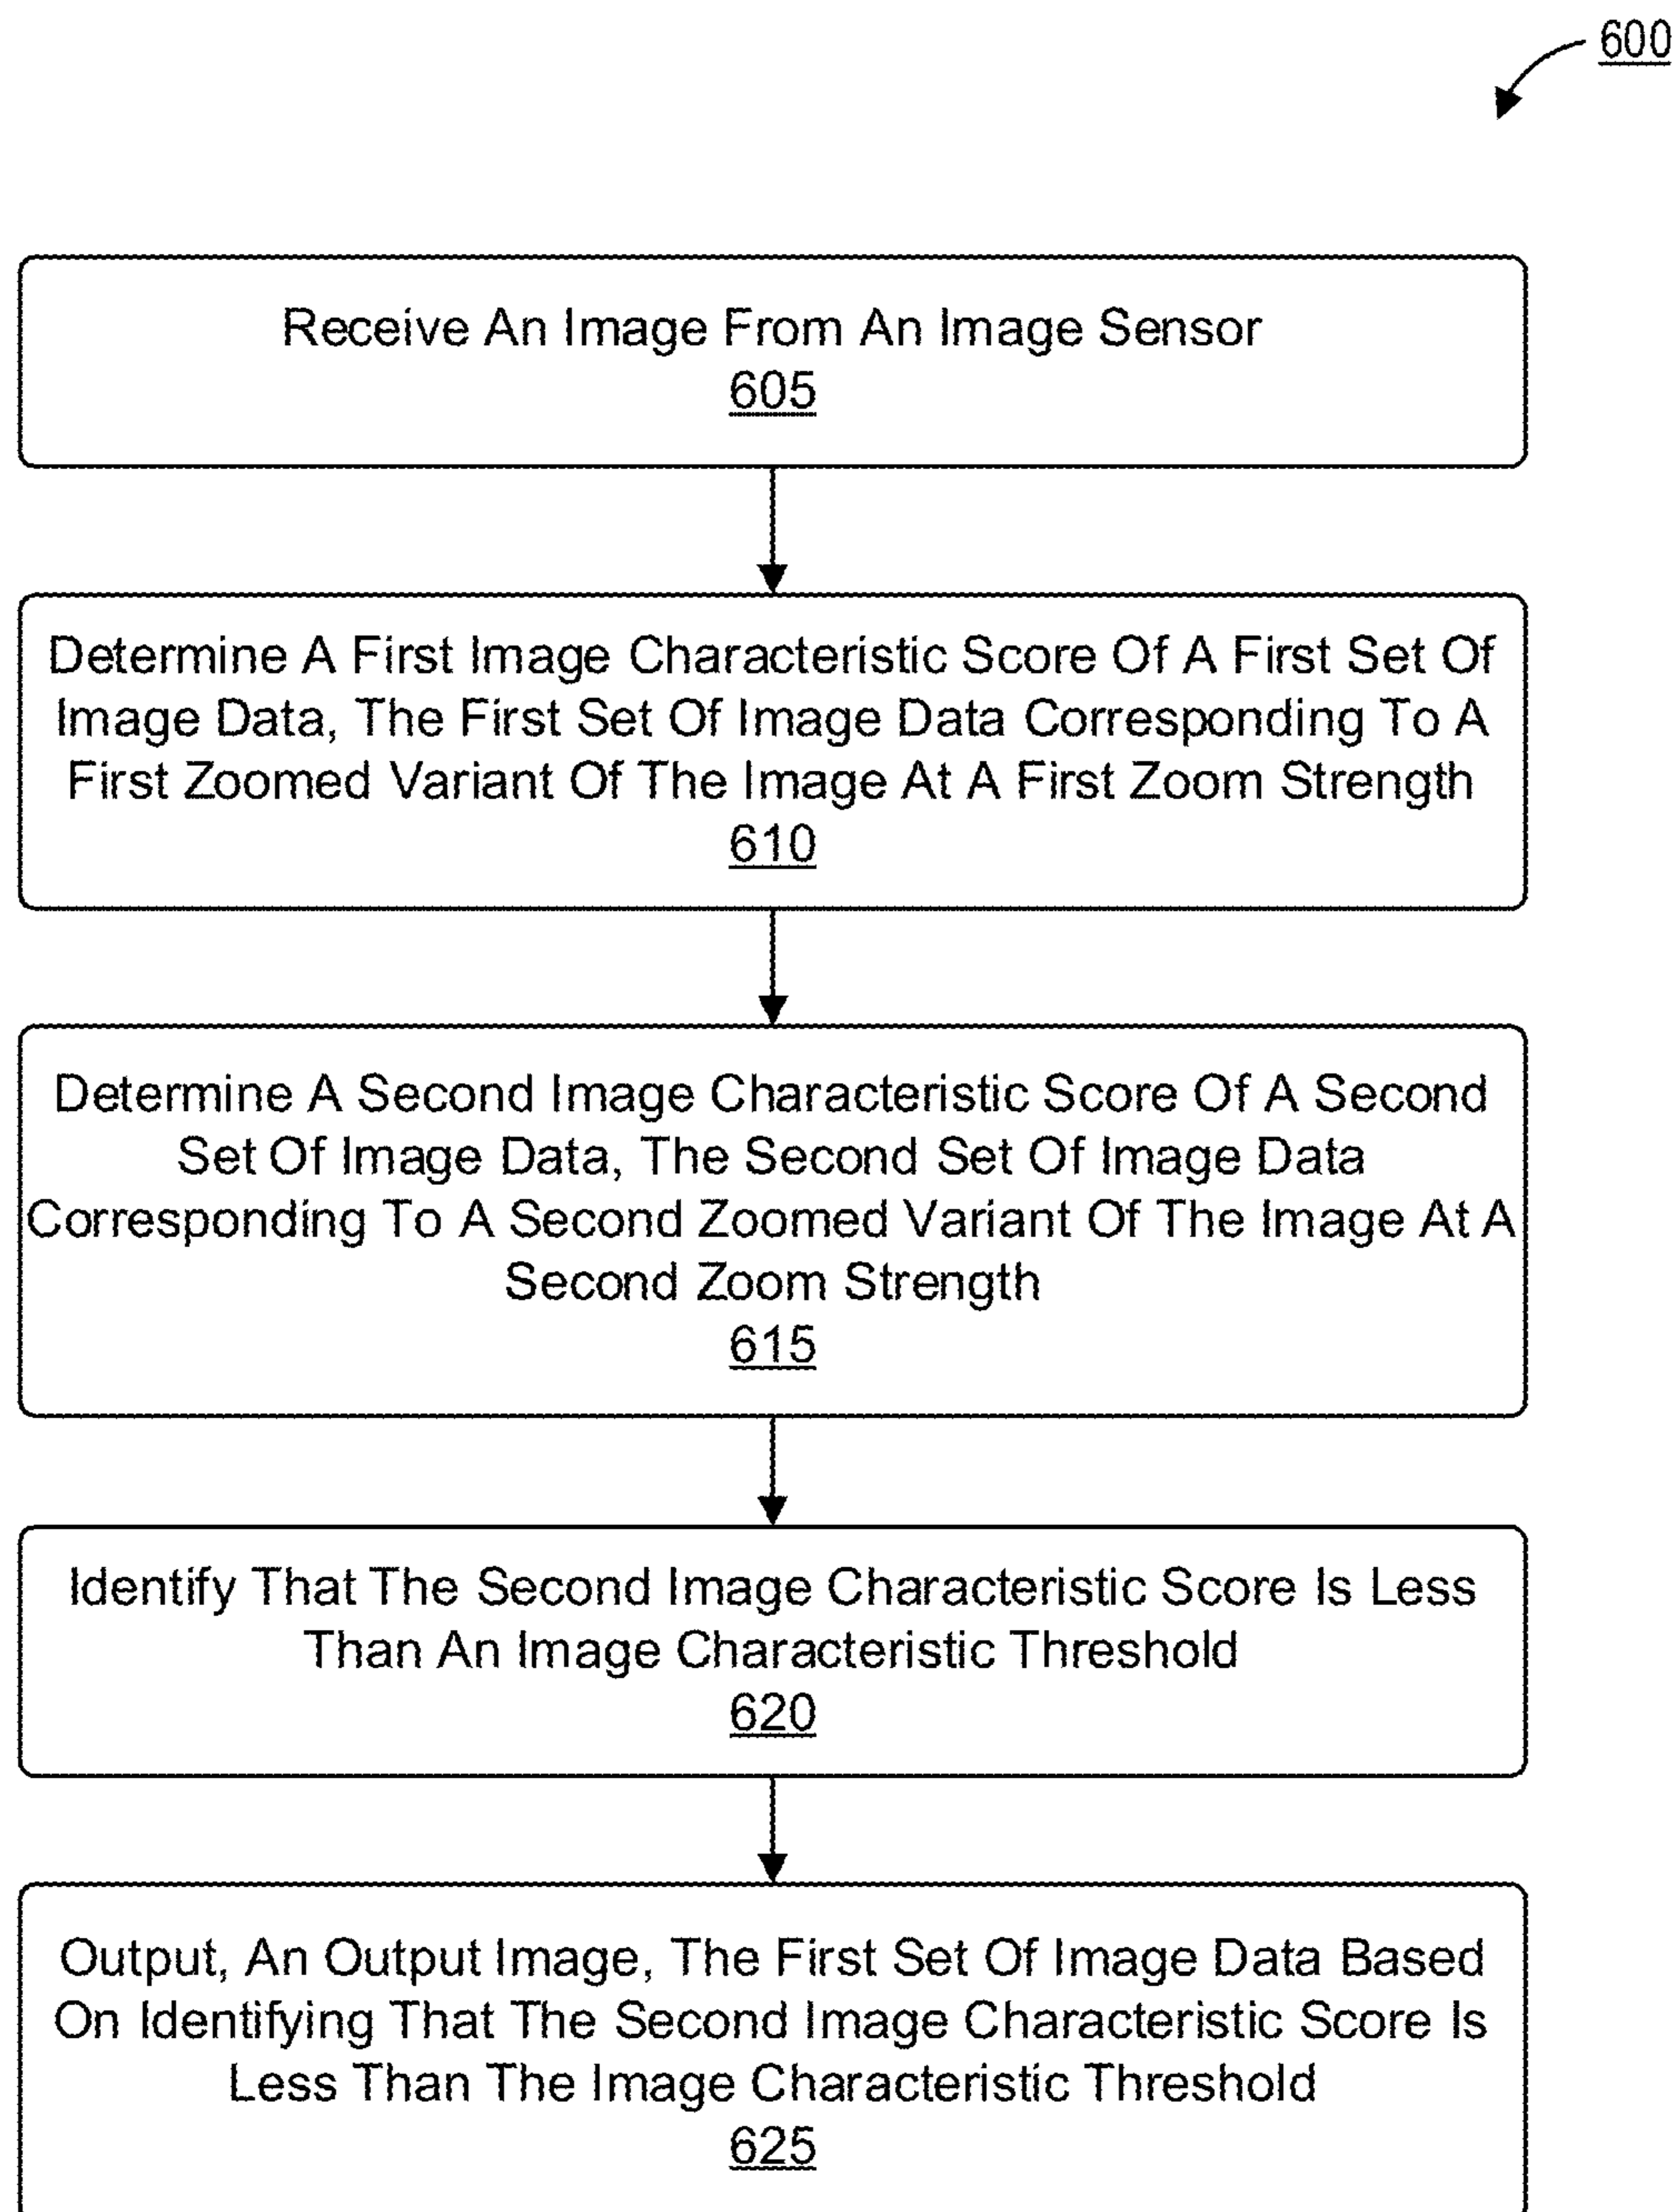 600
Receive An Image From An Image Sensor
605
Determine A First Image Characteristic Score Of A First Set Of
Image Data, The First Set Of Image Data Corresponding To A
First Zoomed Variant Of The Image At A First Zoom Strength
610
Determine A Second Image Characteristic Score Of A Second
Set Of Image Data, The Second Set Of Image Data
Corresponding To A Second Zoomed Variant Of The Image At A
Second Zoom Strength
615
Identify That The Second Image Characteristic Score Is Less
Than An Image Characteristic Threshold
620
Output, An Output Image, The First Set Of Image Data Based
On Identifying That The Second Image Characteristic Score Is
Less Than The Image Characteristic Threshold
625